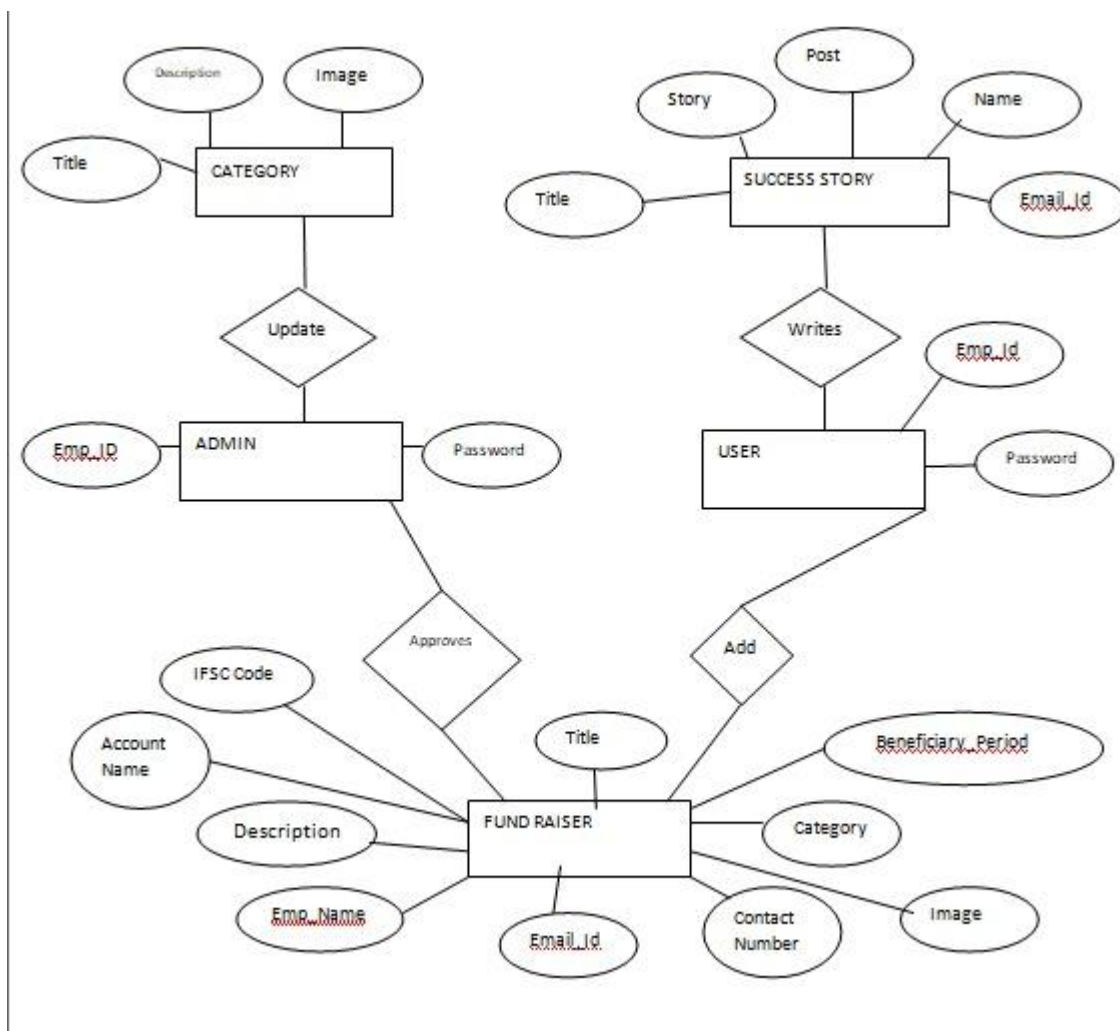 Post
Description
Image
Story
Name
Title
CATEGORY
SUCCESS STORY
Title
Email_Id
Update
Writes
Emp_Id
Emp_ID
ADMIN
Password
USER
Password
Approves
Add
IFSC Code
Title
Beneficiary_Period
Account
Name
FUND RAISER
Category
Description
Emp_Name
Email_Id
Contact
Number
Image